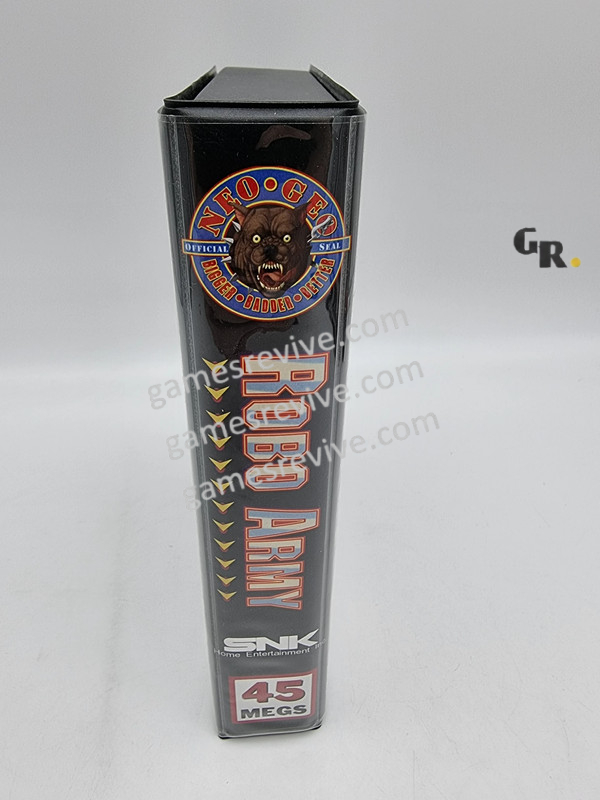 GR.
NEO•GEO
OFFICIAL SEAL
BIGGER•BADDER•BETTER
ROBO ARMY
gamesrevive.com
gamesrevive.com
gamesrevive.com
SNK
Home Entertainment
45
MEGS